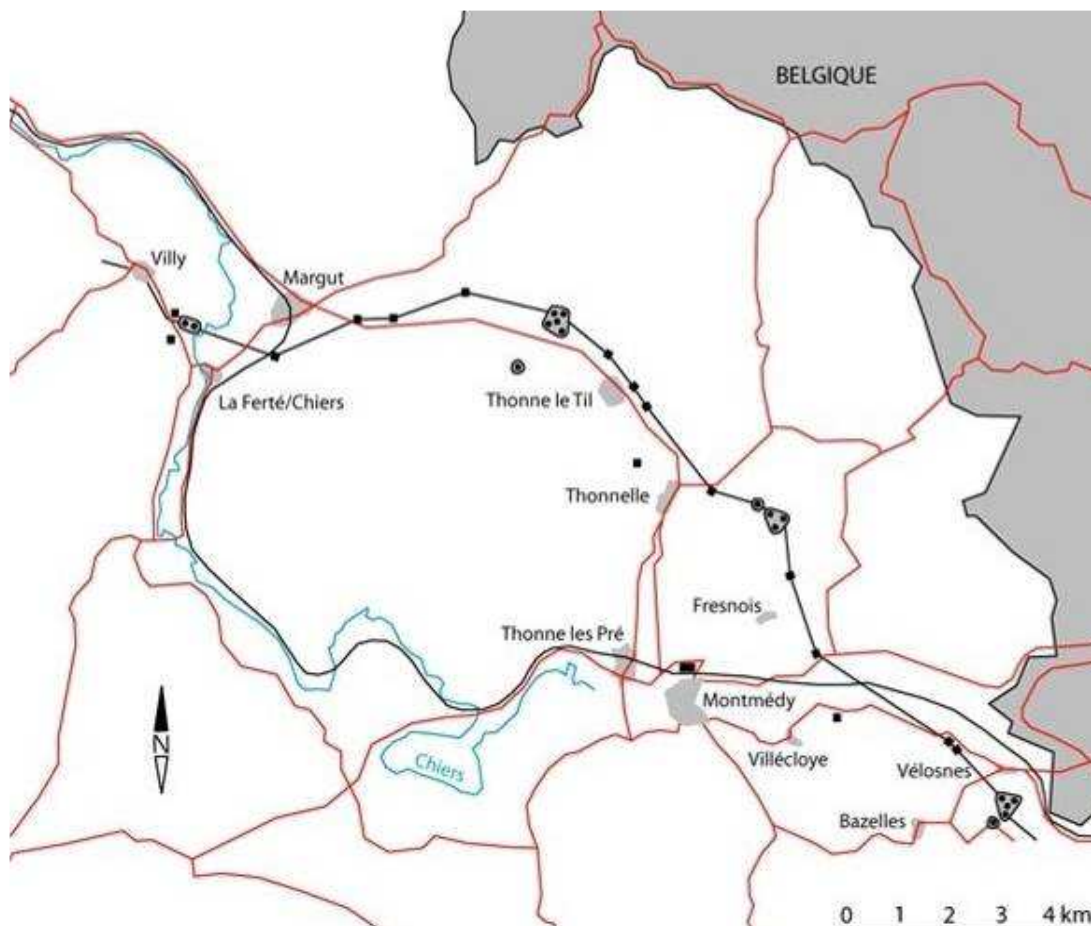 BELGIQUE
Villy
Margut
La Ferté/Chiers
Thonne le Til
Thonnelle
Fresnois
Thonne les Pré
Montmédy
N
Chiers
Villécloye
Vélosnes
Bazelles
0 1 2 3 4 km